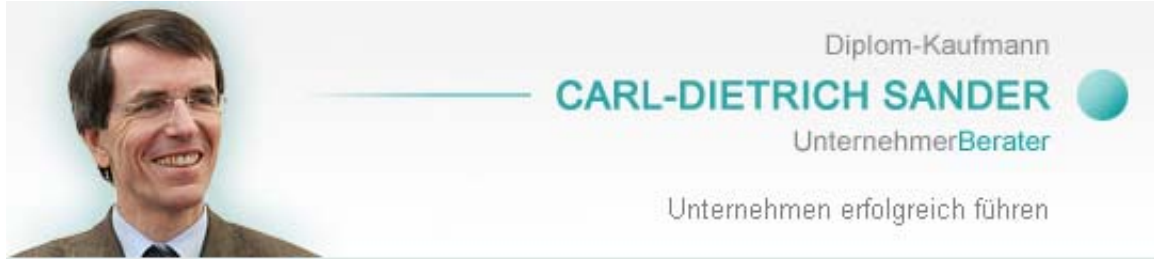 Diplom-Kaufmann
CARL-DIETRICH SANDER
UnternehmerBerater
Unternehmen erfolgreich führen